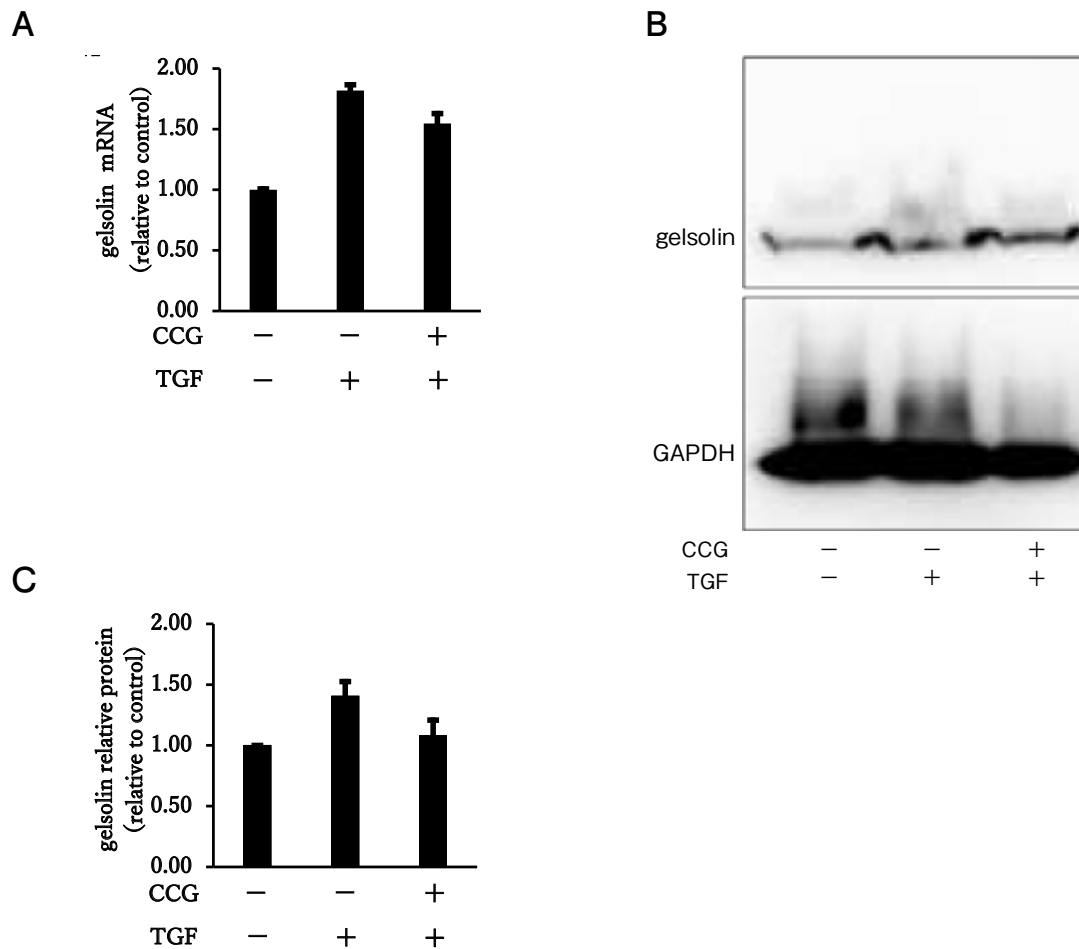 A
2.00
1.50
1.00
0.50
0.00
gelsolin mRNA
(relative to control)
CCG − − +
TGF − + +
B
gelsolin
GAPDH
CCG − − +
TGF − + +
C
2.00
1.50
1.00
0.50
0.00
gelsolin relative protein
(relative to control)
CCG − − +
TGF − + +